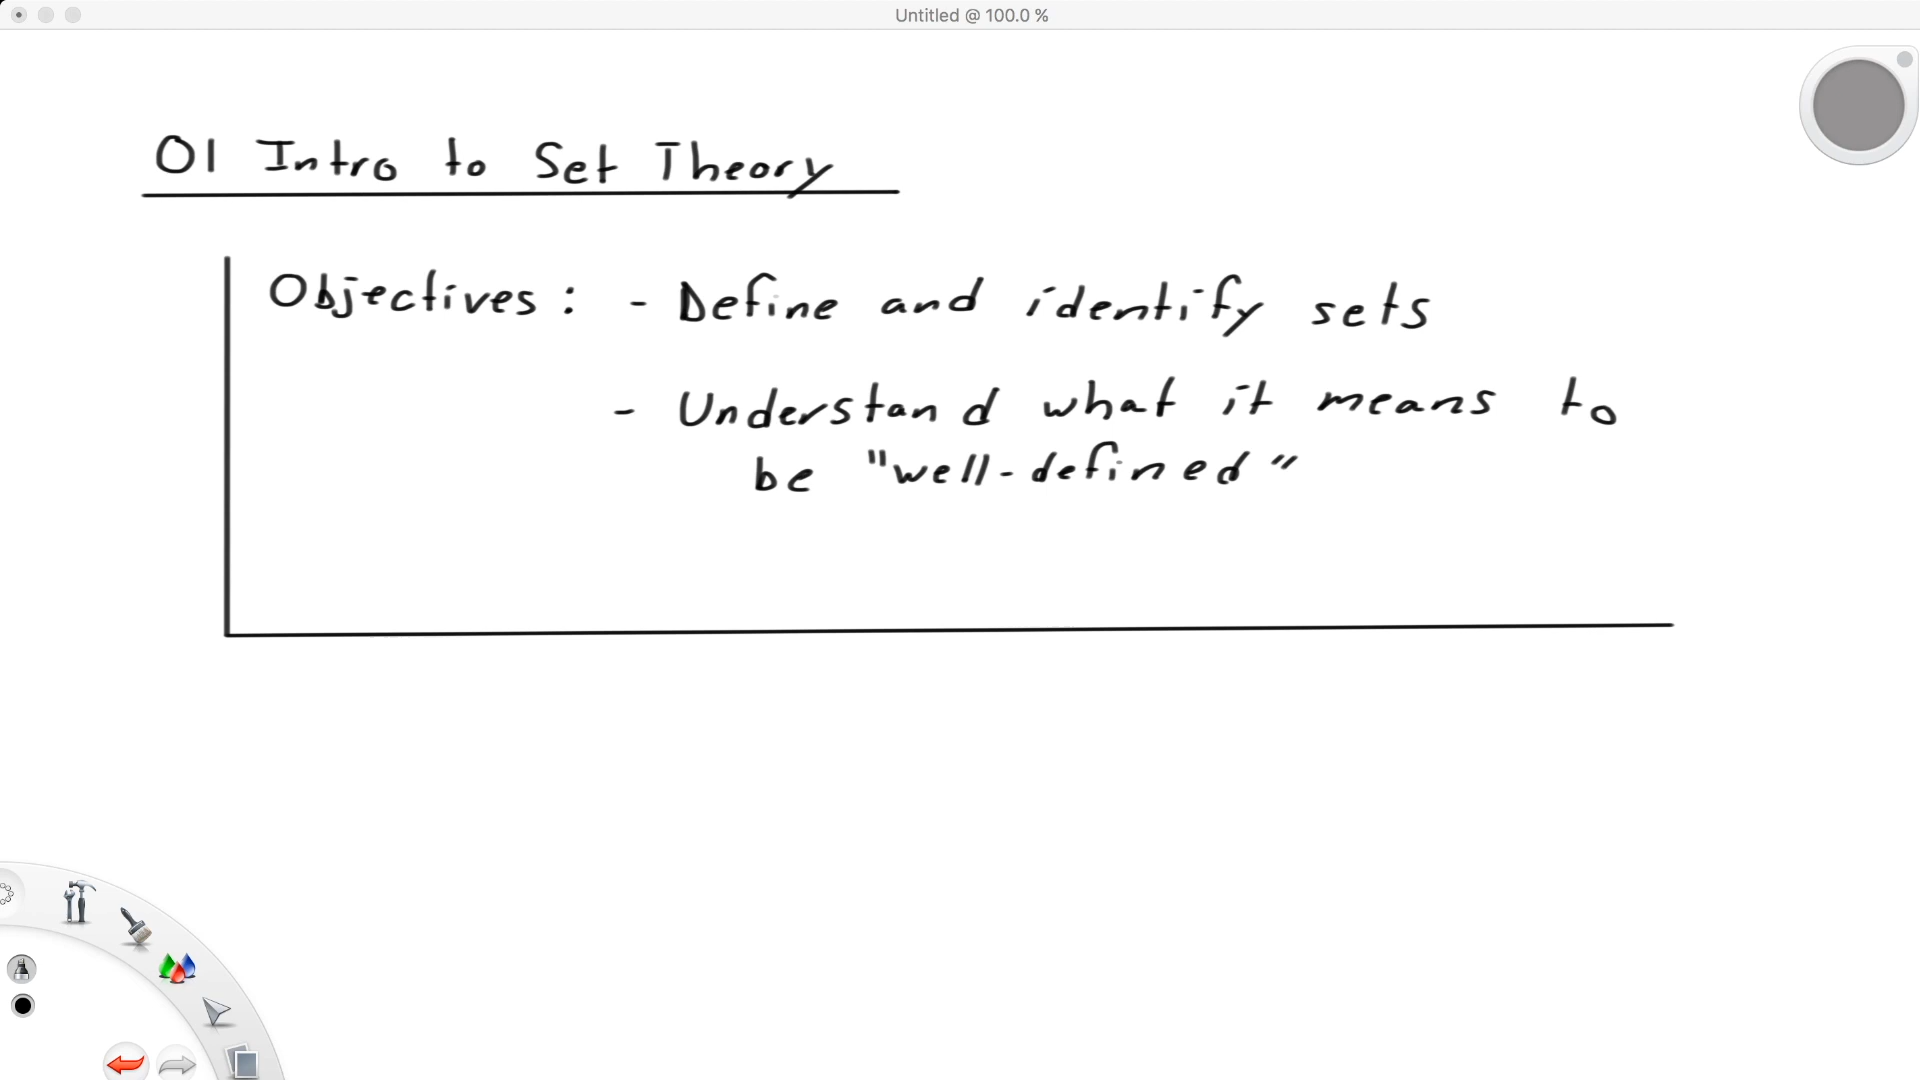 Untitled @ 100.0 %
01 Intro to Set Theory
Objectives: - Define and identify sets
- Understand what it means to
be "well-defined"